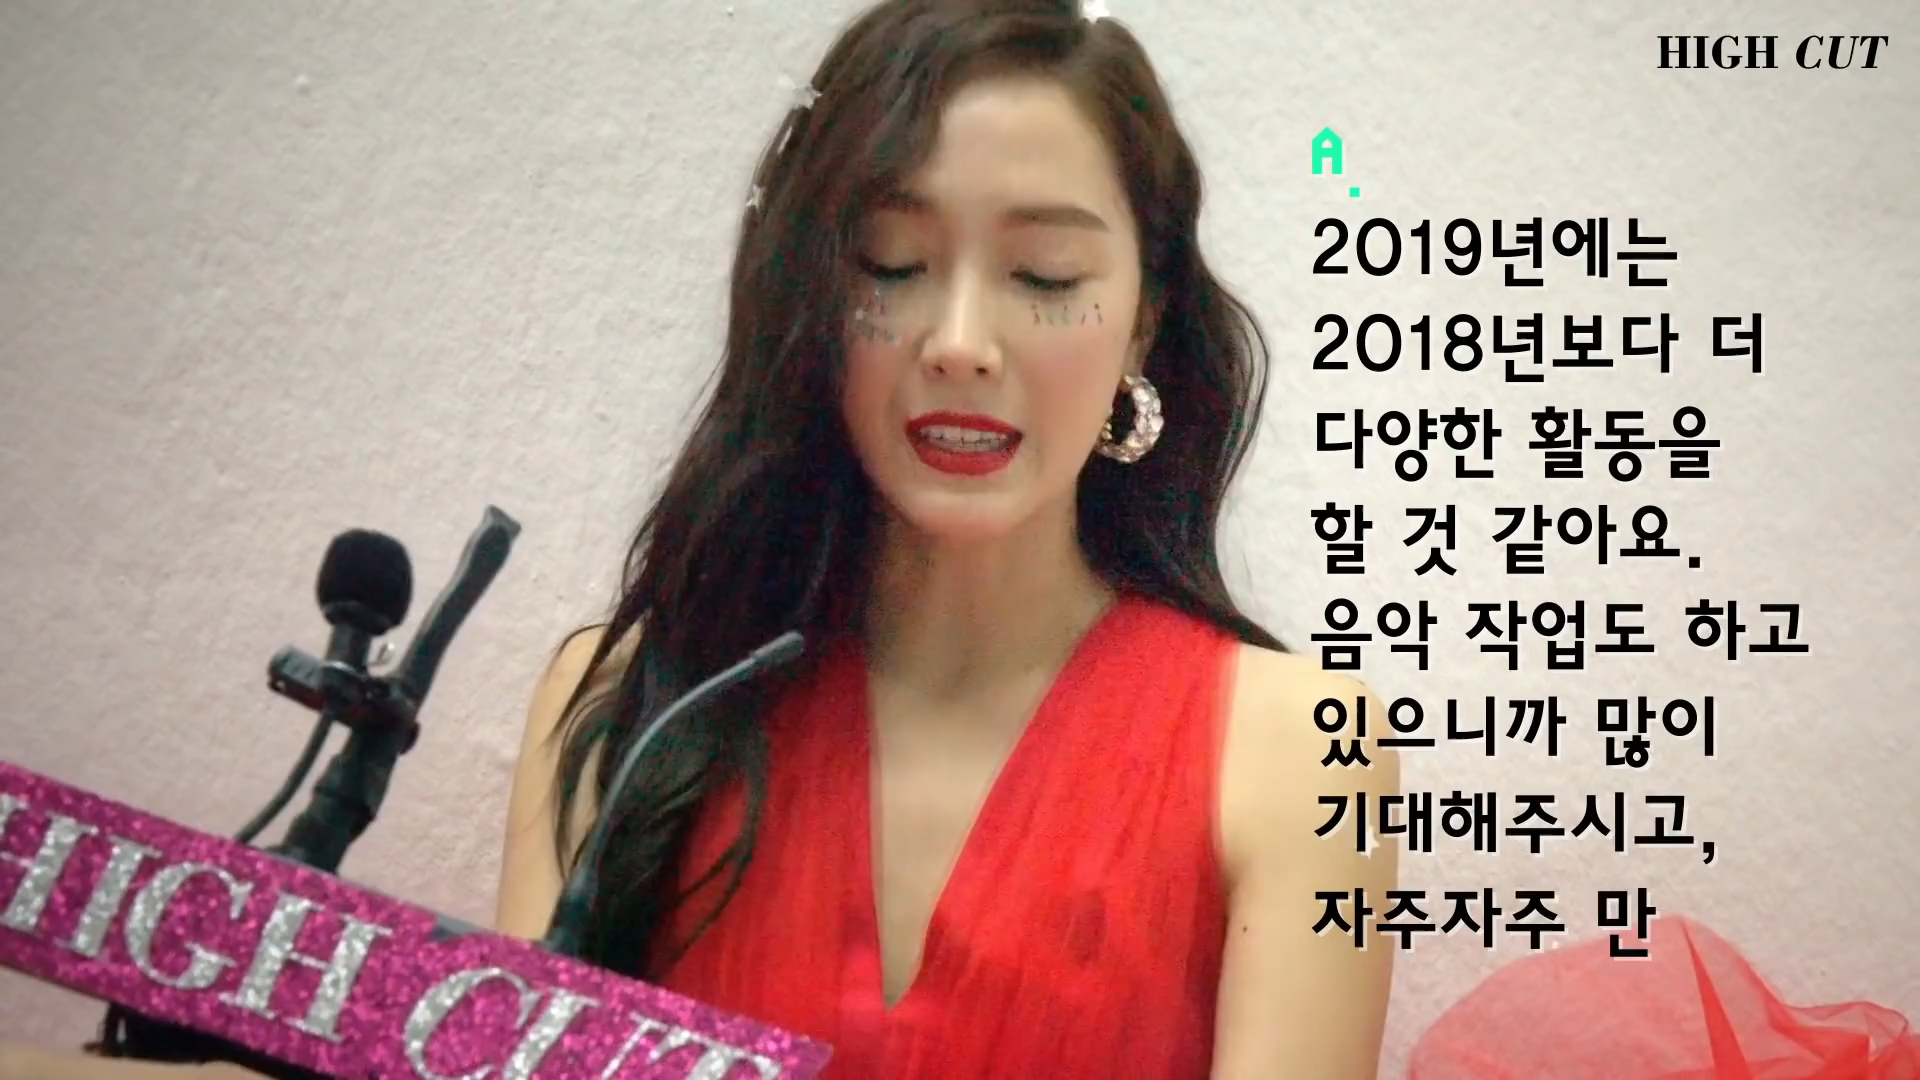 HIGH CUT
A.
2019년에는
2018년보다 더
다양한 활동을
할 것 같아요.
음악 작업도 하고
있으니까 많이
기대해주시고,
자주자주 만
HIGH CUT